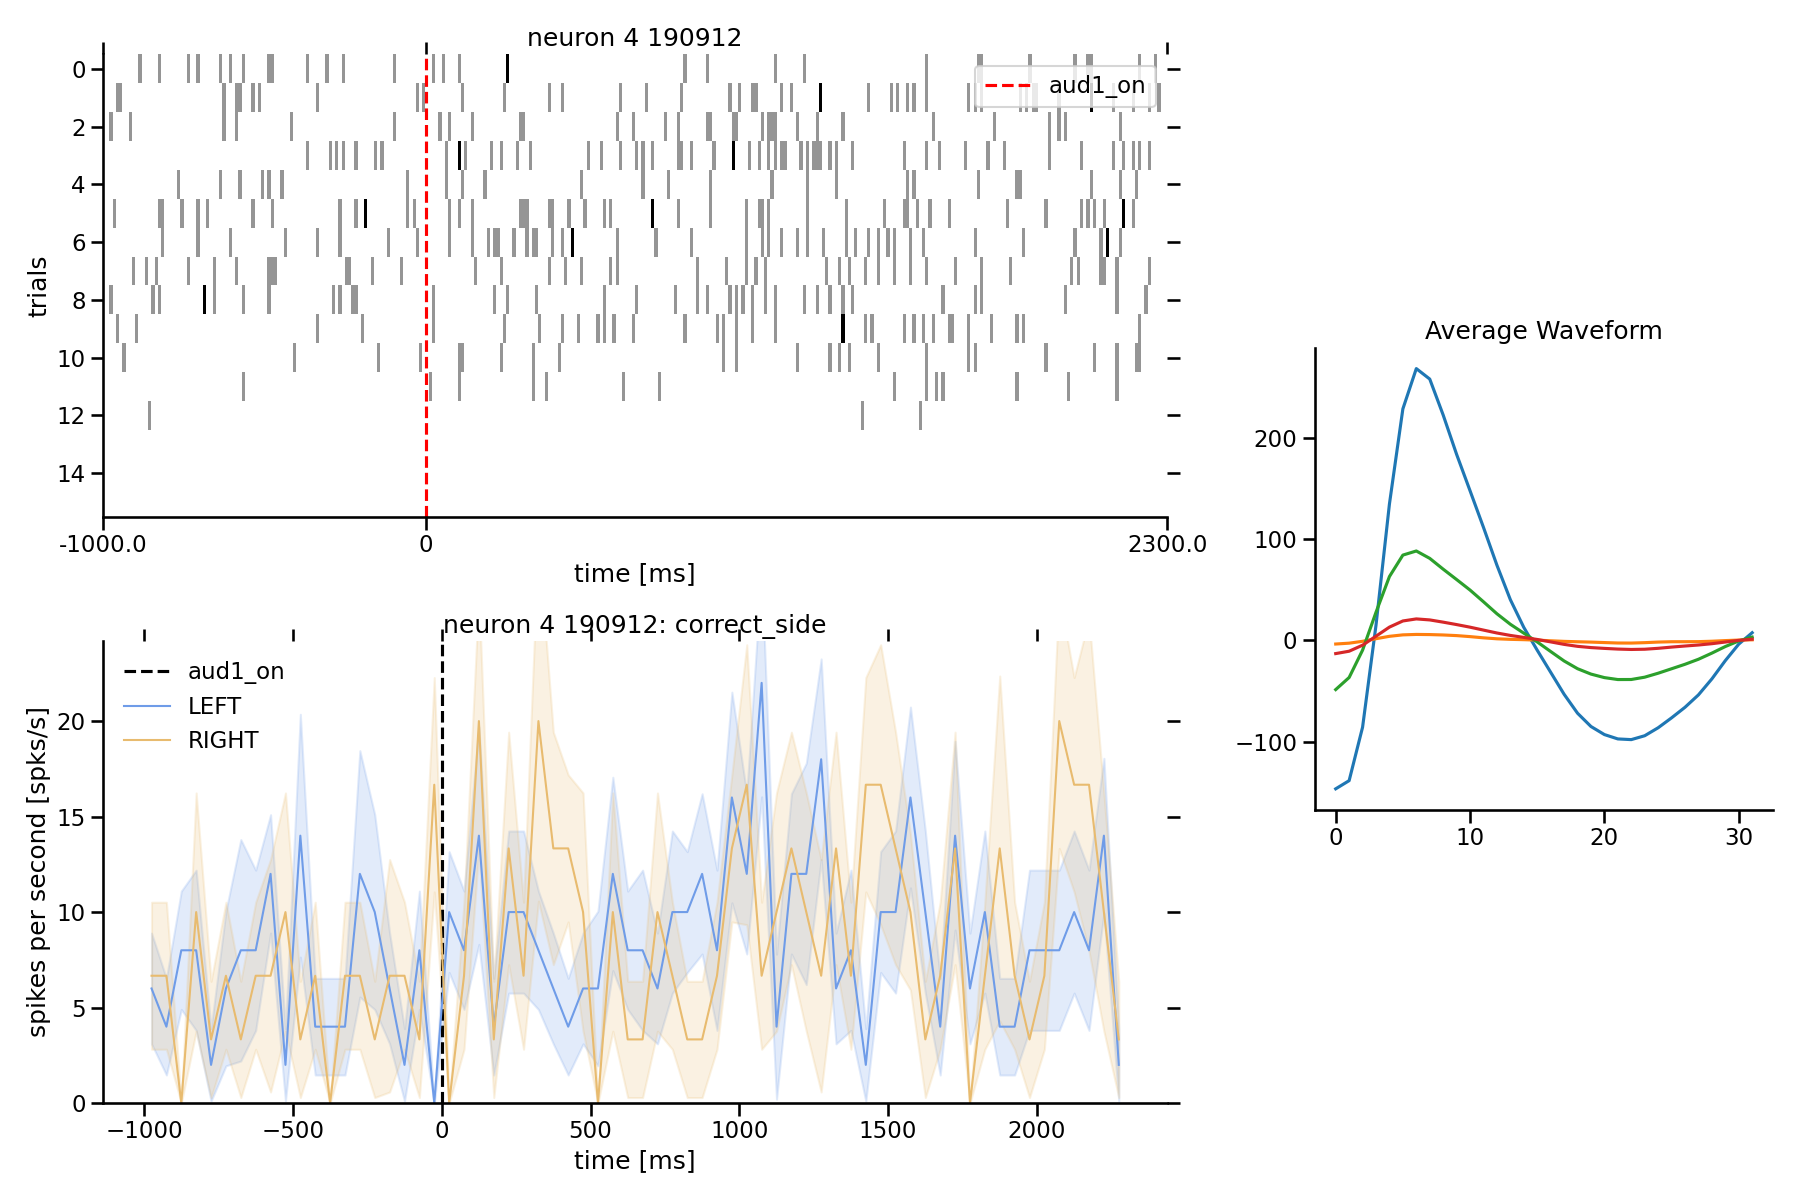 neuron 4 190912
aud1_on
0
2
4
6
8
10
12
14
trials
-1000.0
0
2300.0
time [ms]
Average Waveform
200
100
0
−100
0
10
20
30
neuron 4 190912: correct_side
aud1_on
LEFT
RIGHT
20
15
10
5
0
spikes per second [spks/s]
−1000
−500
0
500
1000
1500
2000
time [ms]